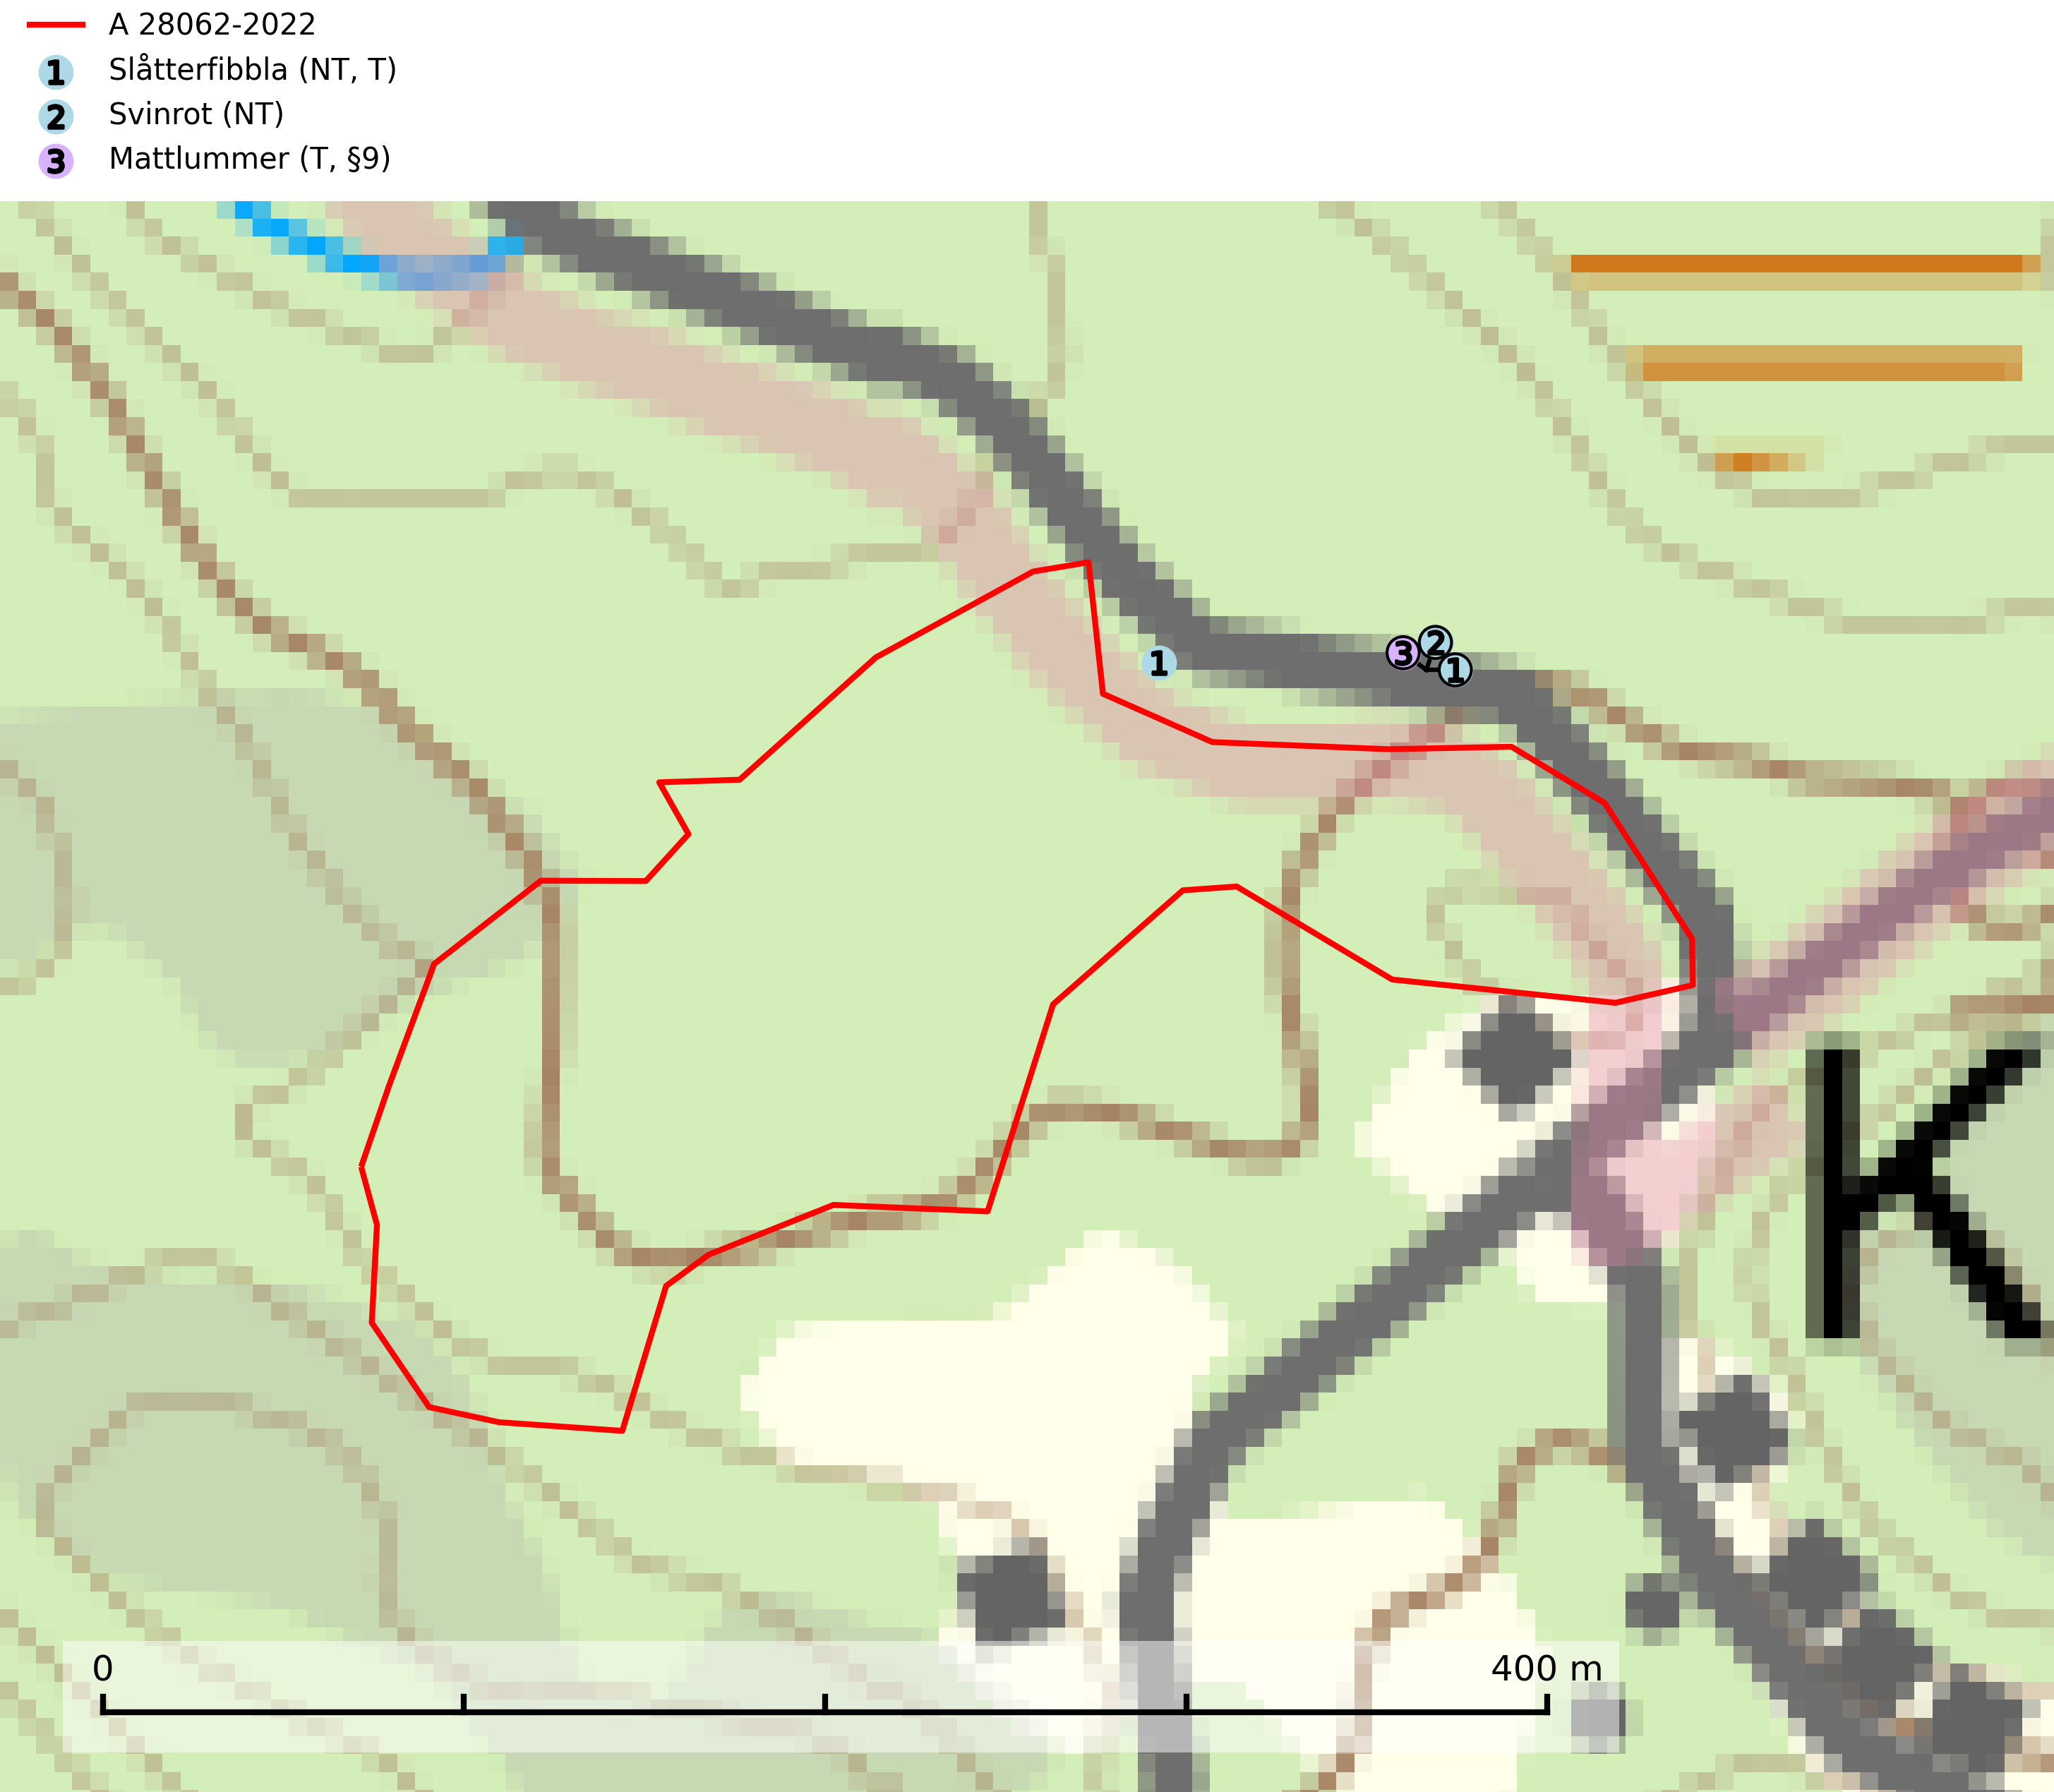 A 28062-2022
1 Slåtterfibbla (NT, T)
2 Svinrot (NT)
3 Mattlummer (T, §9)
1
3 2 1
K
0 400 m